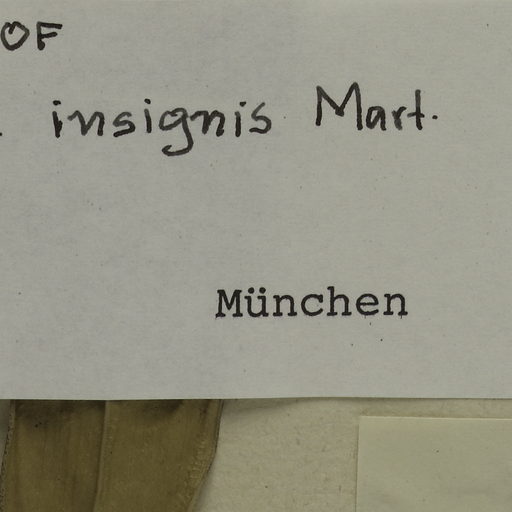 OF
. insignis Mart.
München